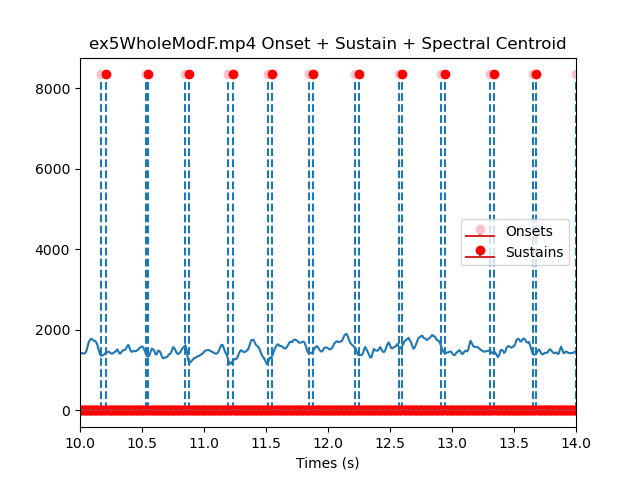 ex5WholeModF.mp4 Onset + Sustain + Spectral Centroid
8000
6000
4000
2000
0
Onsets
Sustains
10.0 10.5 11.0 11.5 12.0 12.5 13.0 13.5 14.0
Times (s)